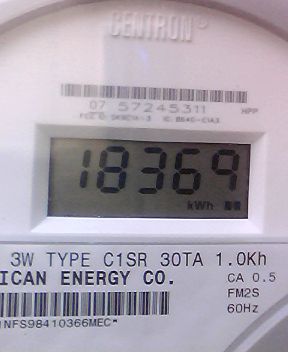 CENTRON
07 57245311 HPP
18369
kWh
3W TYPE C1SR 30TA 1.0Kh
ICAN ENERGY CO. CA 0.5
FM2S
60Hz
NFS98410366MEC*